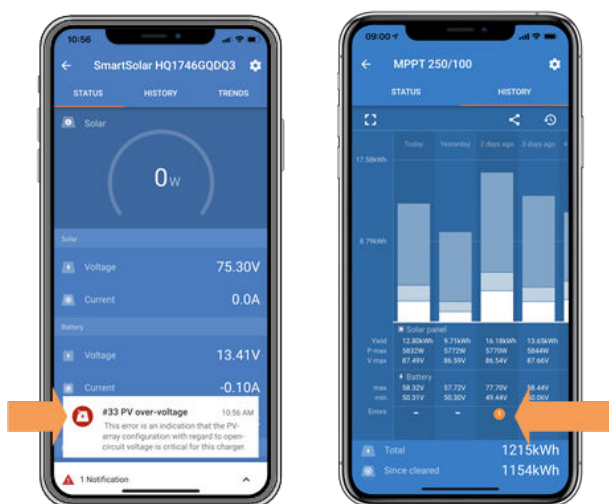 10:56
SmartSolar HQ1746GQDQ3
STATUS HISTORY TRENDS
Solar
0W
Solar
Voltage 75.30V
Current 0.0A
Battery
Voltage 13.41V
Current -0.10A
#33 PV over-voltage 10:56 AM
This error is an indication that the PV-
array configuration with regard to open-
circuit voltage is critical for this charger.
1 Notification
09:00
MPPT 250/100
STATUS HISTORY
Today Yesterday 2 days ago 3 days ago 4
17.58kWh
8.79kWh
Solar panel
Yield 12.80kWh 9.71kWh 16.18kWh 13.65kWh
P max 5832W 5772W 5770W 5844W
V max 87.49V 86.59V 86.54V 87.66V
Battery
max 58.32V 57.72V 77.70V 58.44V
min 50.31V 50.30V 49.44V 50.06V
Errors - -
Total 1215kWh
Since cleared 1154kWh